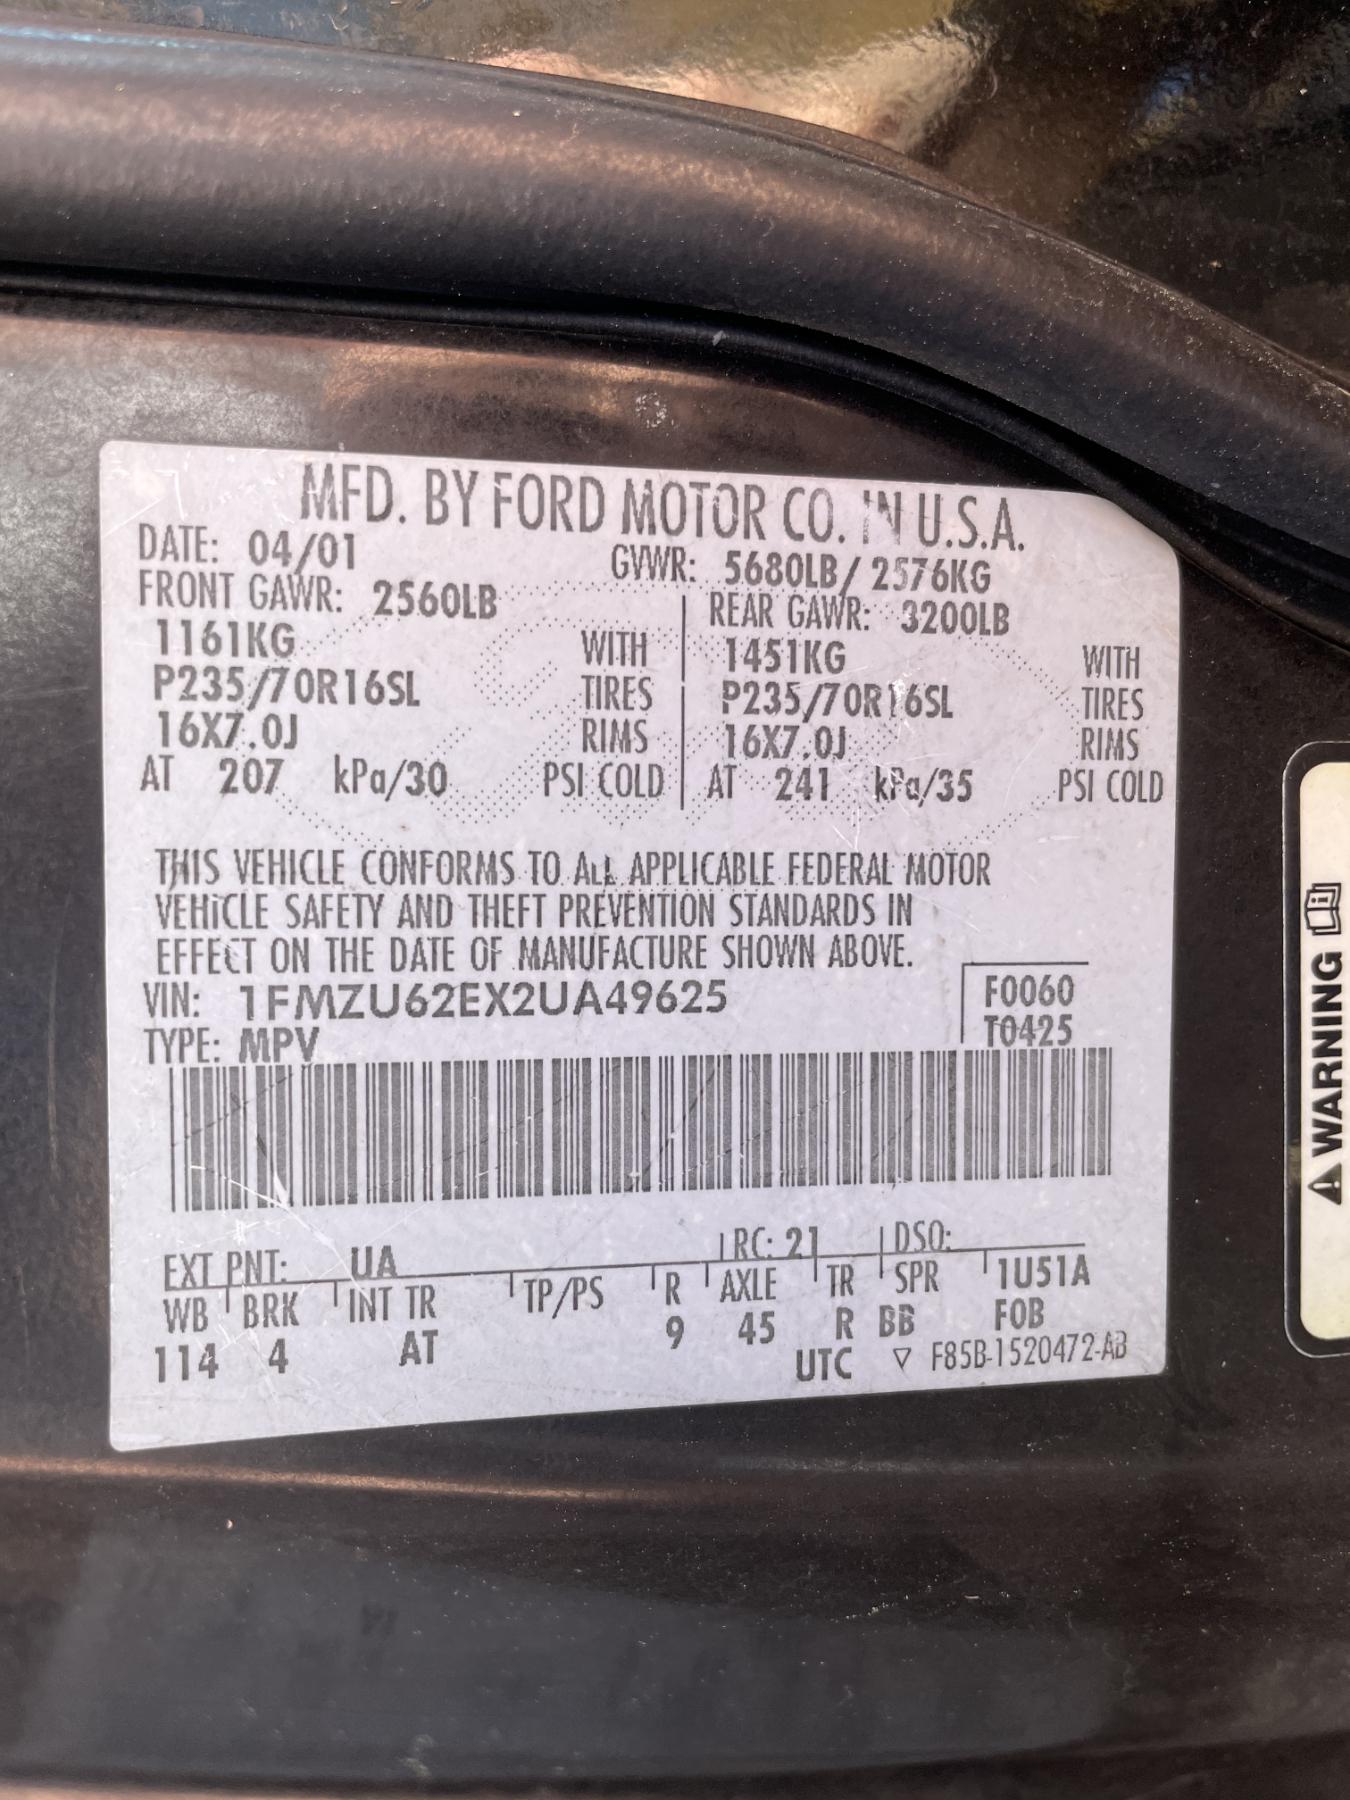 MFD. BY FORD MOTOR CO. IN U.S.A.
DATE: 04/01 GVWR: 5680LB/ 2576KG
FRONT GAWR: 2560LB REAR GAWR: 3200LB
1161KG WITH 1451KG WITH
P235/70R16SL TIRES P235/70R16SL TIRES
16X7.0J RIMS 16X7.0J RIMS
AT 207 kPa/30 PSI COLD AT 241 kPa/35 PSI COLD
THIS VEHICLE CONFORMS TO ALL APPLICABLE FEDERAL MOTOR
VEHICLE SAFETY AND THEFT PREVENTION STANDARDS IN
EFFECT ON THE DATE OF MANUFACTURE SHOWN ABOVE.
VIN: 1FMZU62EX2UA49625 F0060
TYPE: MPV T0425
EXT PNT: UA RC: 21 DSO:
WB BRK INT TR TP/PS R AXLE TR SPR 1U51A
114 4 AT 9 45 R BB FOB
UTC ▽ F85B-1520472-AB
⚠ WARNING